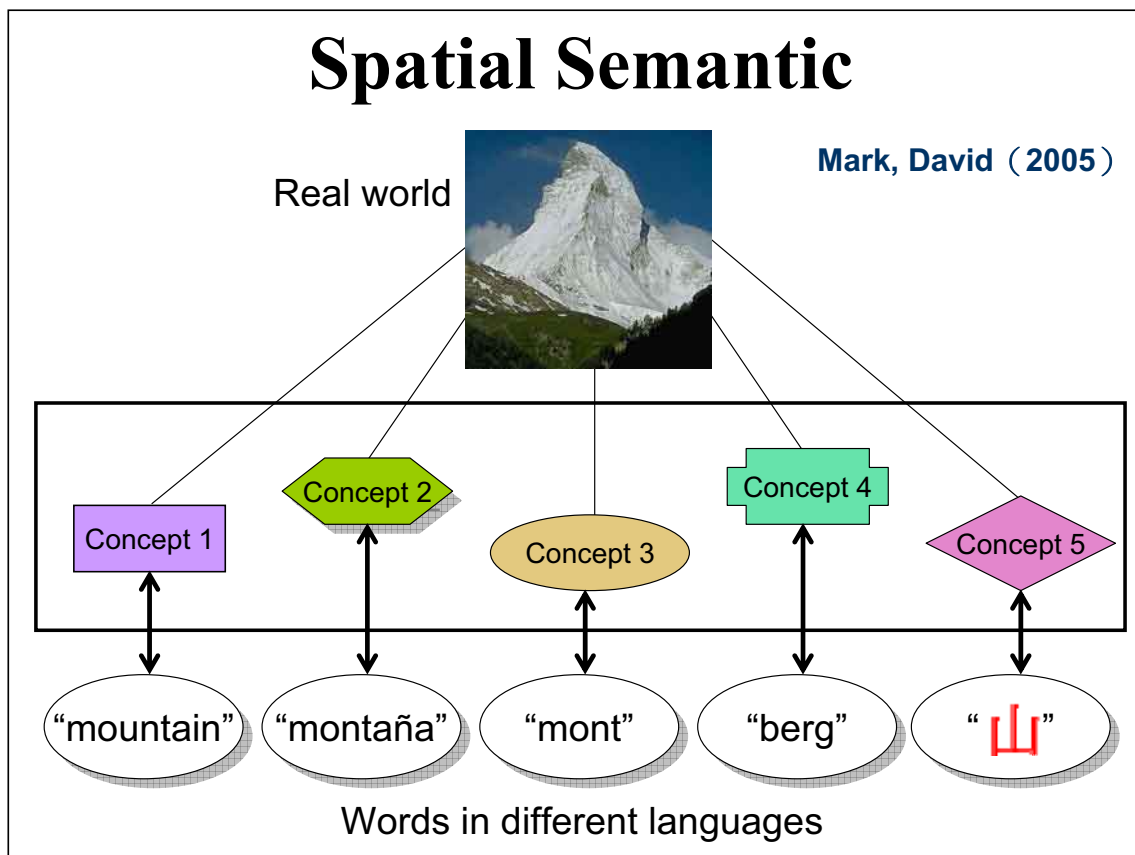 Spatial Semantic
Mark, David（2005）
Real world
Concept 1
Concept 2
Concept 3
Concept 4
Concept 5
“mountain”
“montaña”
“mont”
“berg”
“山”
Words in different languages